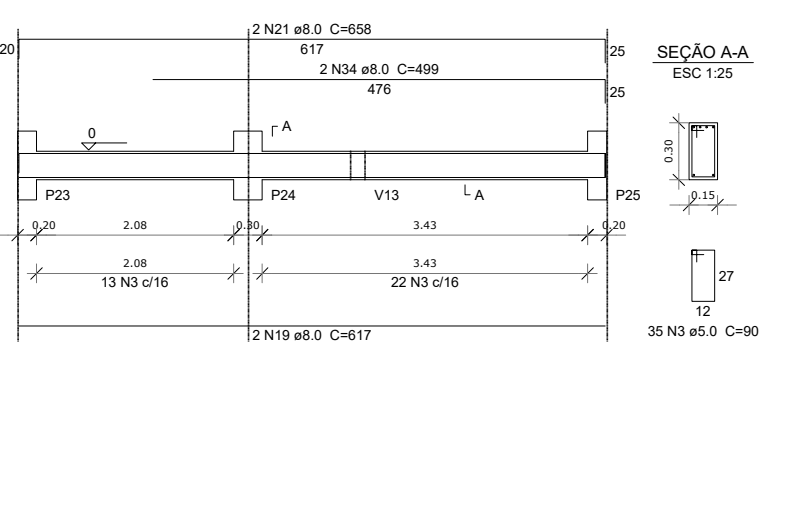 2 N21 ø8.0 C=658
20
617
25
2 N34 ø8.0 C=499
476
25
SEÇÃO A-A
ESC 1:25
0
A
0.30
P23
P24
V13
A
P25
0.15
0.20
2.08
0.30
3.43
0.20
2.08
3.43
13 N3 c/16
22 N3 c/16
27
12
35 N3 ø5.0 C=90
2 N19 ø8.0 C=617